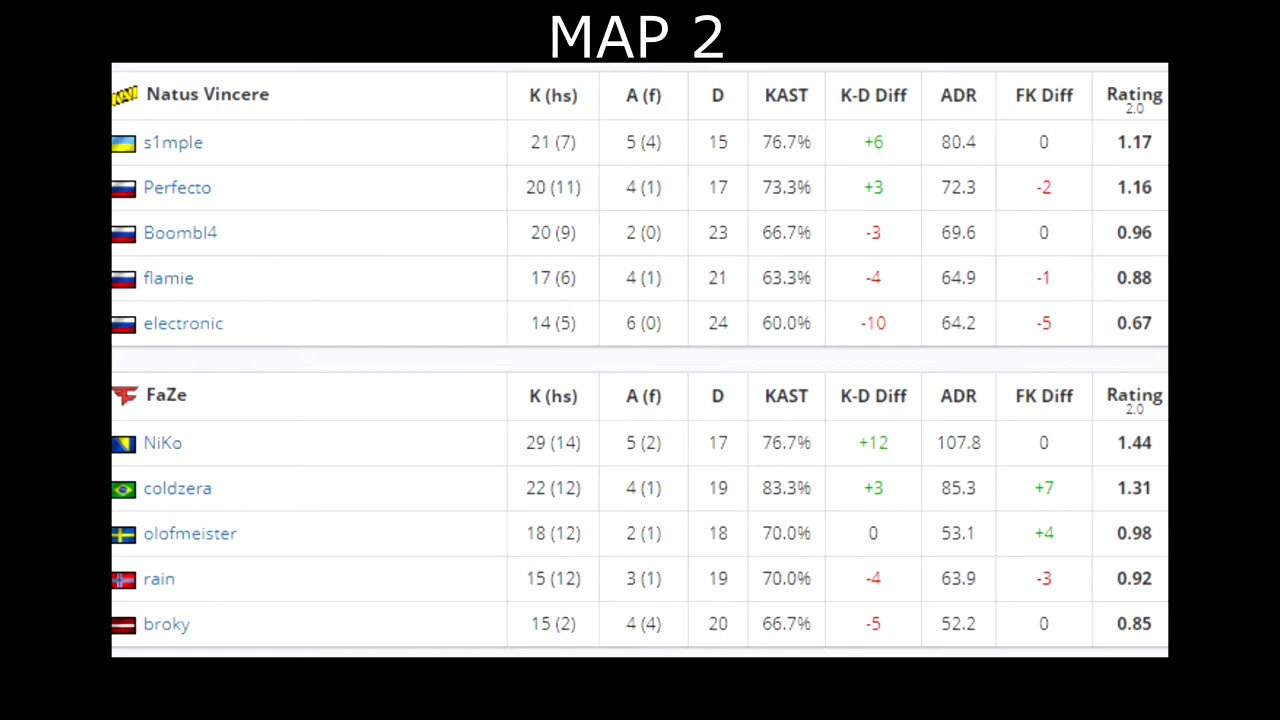 MAP 2
Natus Vincere K (hs) A (f) D KAST K-D Diff ADR FK Diff Rating 2.0
s1mple 21 (7) 5 (4) 15 76.7% +6 80.4 0 1.17
Perfecto 20 (11) 4 (1) 17 73.3% +3 72.3 -2 1.16
Boombl4 20 (9) 2 (0) 23 66.7% -3 69.6 0 0.96
flamie 17 (6) 4 (1) 21 63.3% -4 64.9 -1 0.88
electronic 14 (5) 6 (0) 24 60.0% -10 64.2 -5 0.67
FaZe K (hs) A (f) D KAST K-D Diff ADR FK Diff Rating 2.0
NiKo 29 (14) 5 (2) 17 76.7% +12 107.8 0 1.44
coldzera 22 (12) 4 (1) 19 83.3% +3 85.3 +7 1.31
olofmeister 18 (12) 2 (1) 18 70.0% 0 53.1 +4 0.98
rain 15 (12) 3 (1) 19 70.0% -4 63.9 -3 0.92
broky 15 (2) 4 (4) 20 66.7% -5 52.2 0 0.85